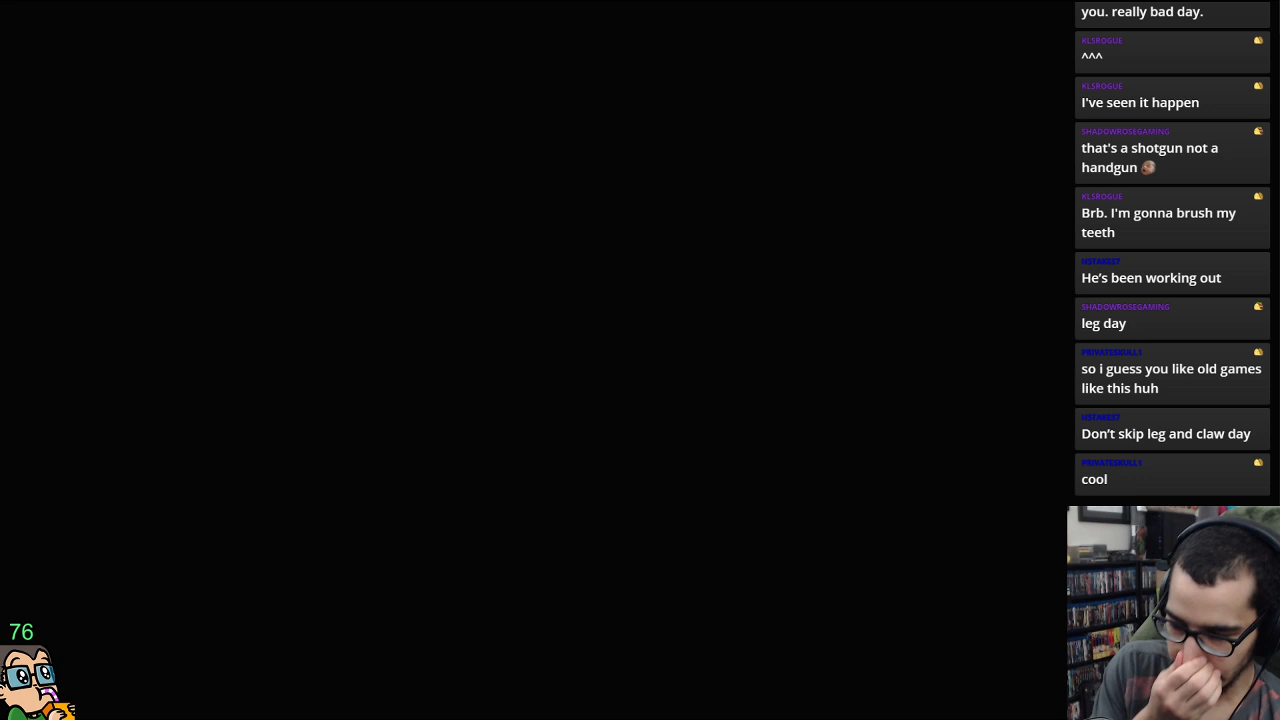 you. really bad day.
KLSROGUE
^^^
KLSROGUE
I've seen it happen
SHADOWROSEGAMING
that's a shotgun not a
handgun
KLSROGUE
Brb. I'm gonna brush my
teeth
He's been working out
SHADOWROSEGAMING
leg day
PRIVATESKULL1
so i guess you like old games
like this huh
Don't skip leg and claw day
PRIVATESKULL1
cool
76